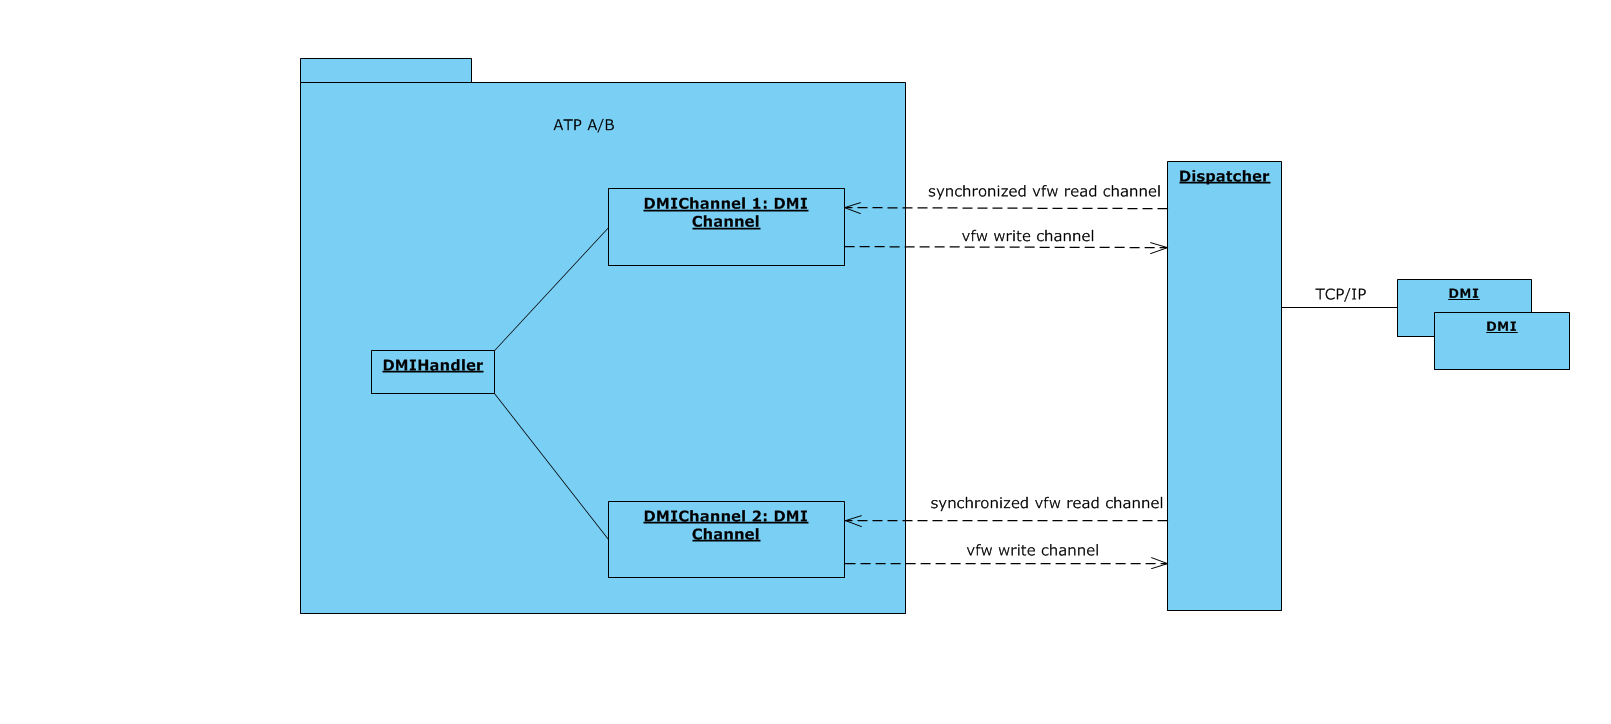 ATP A/B
DMIChannel 1: DMI
Channel
synchronized vfw read channel
vfw write channel
Dispatcher
TCP/IP
DMI
DMI
DMIHandler
DMIChannel 2: DMI
Channel
synchronized vfw read channel
vfw write channel